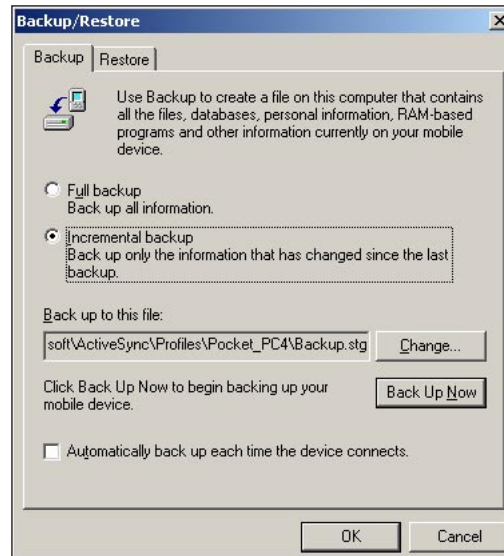 Backup/Restore
Backup
Restore
Use Backup to create a file on this computer that contains
all the files, databases, personal information, RAM-based
programs and other information currently on your mobile
device.
Full backup
Back up all information.
Incremental backup
Back up only the information that has changed since the last
backup.
Back up to this file:
soft\ActiveSync\Profiles\Pocket_PC4\Backup.stg
Change...
Click Back Up Now to begin backing up your
mobile device.
Back Up Now
Automatically back up each time the device connects.
OK
Cancel